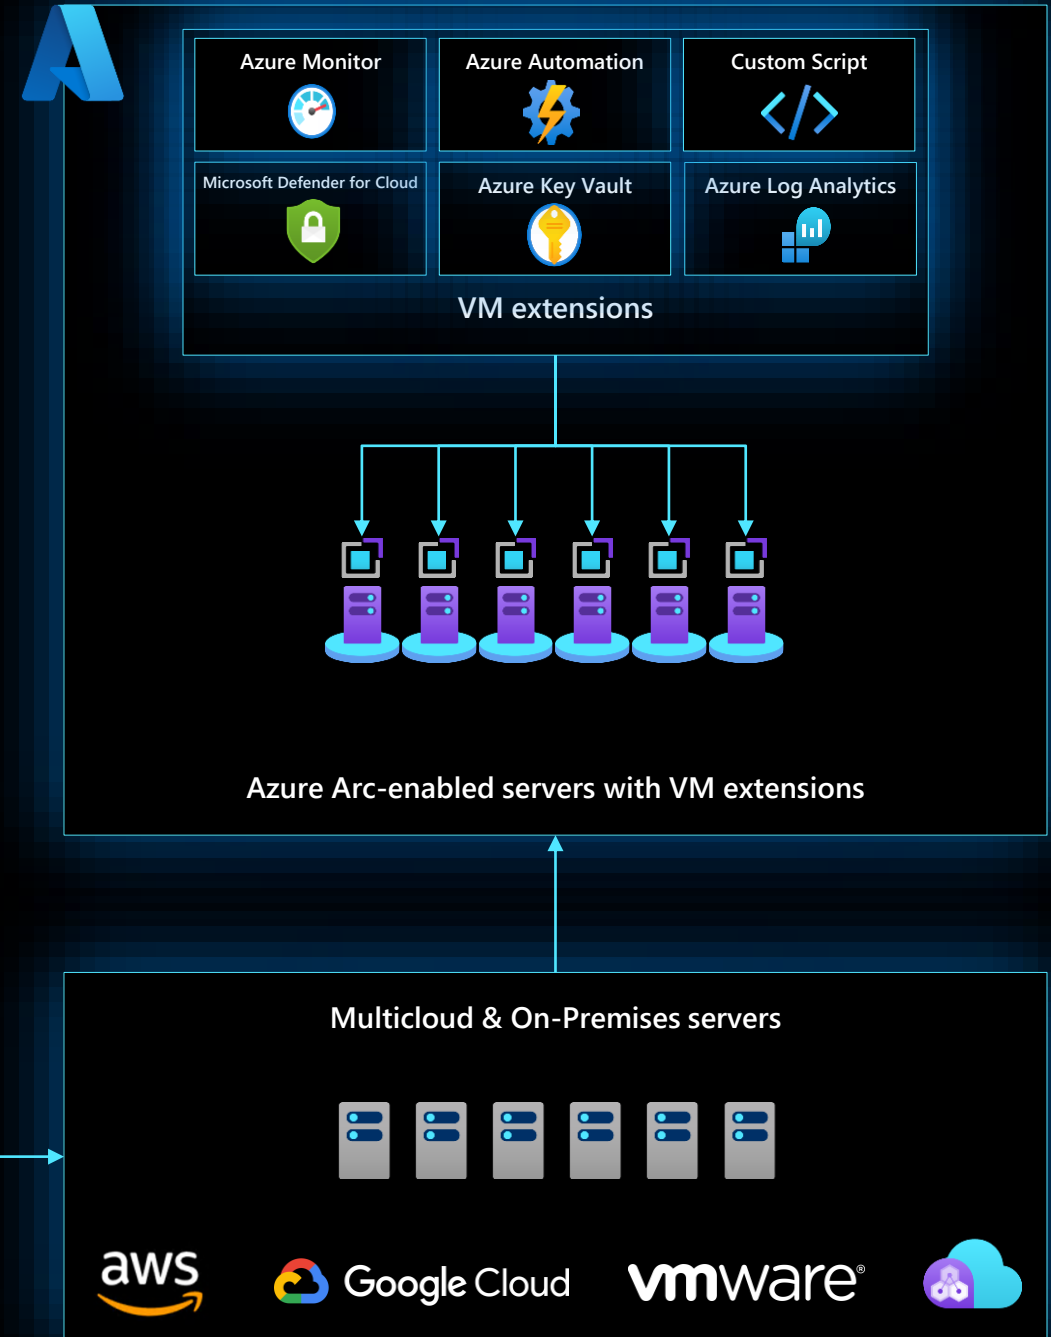 Azure Monitor
Azure Automation
Custom Script
Microsoft Defender for Cloud
Azure Key Vault
Azure Log Analytics
VM extensions
Azure Arc-enabled servers with VM extensions
Multicloud & On-Premises servers
aws
Google Cloud
vmware®